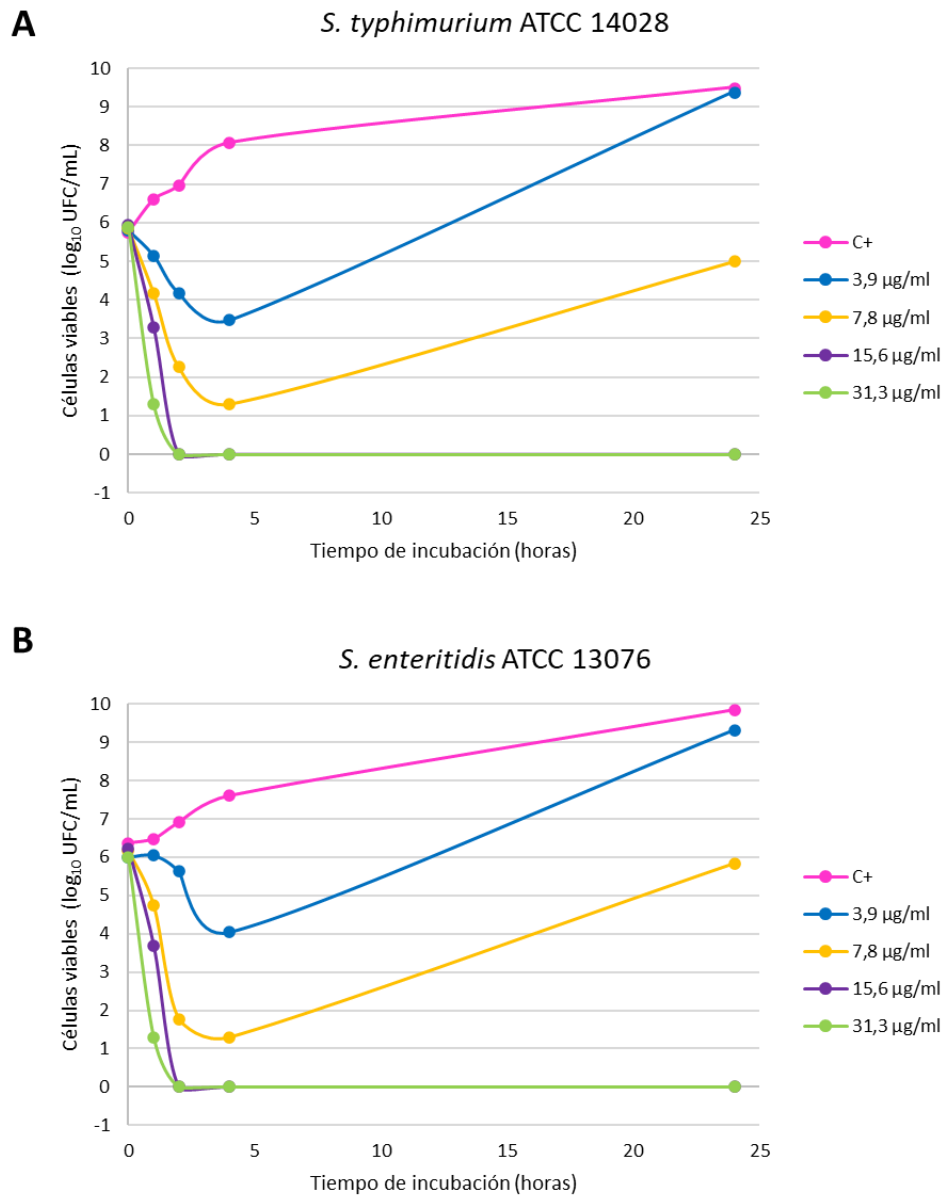 A
S. typhimurium ATCC 14028
Células viables (log₁₀ UFC/mL)
10
9
8
7
6
5
4
3
2
1
0
-1
0 5 10 15 20 25
Tiempo de incubación (horas)
C+
3,9 µg/ml
7,8 µg/ml
15,6 µg/ml
31,3 µg/ml
B
S. enteritidis ATCC 13076
Células viables (log₁₀ UFC/mL)
10
9
8
7
6
5
4
3
2
1
0
-1
0 5 10 15 20 25
Tiempo de incubación (horas)
C+
3,9 µg/ml
7,8 µg/ml
15,6 µg/ml
31,3 µg/ml